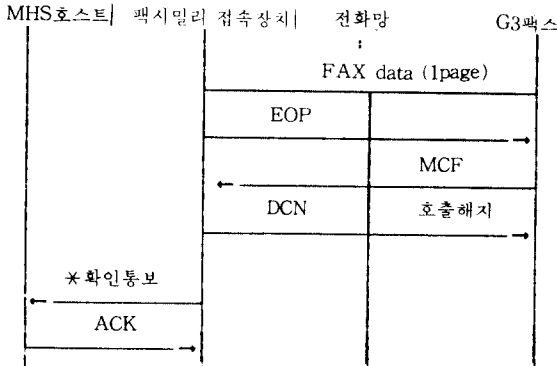 MHS호스트 팩시밀리 접속장치 전화망 G3팩스
FAX data (1page)
EOP
MCF
DCN 호출해지
*확인통보
ACK